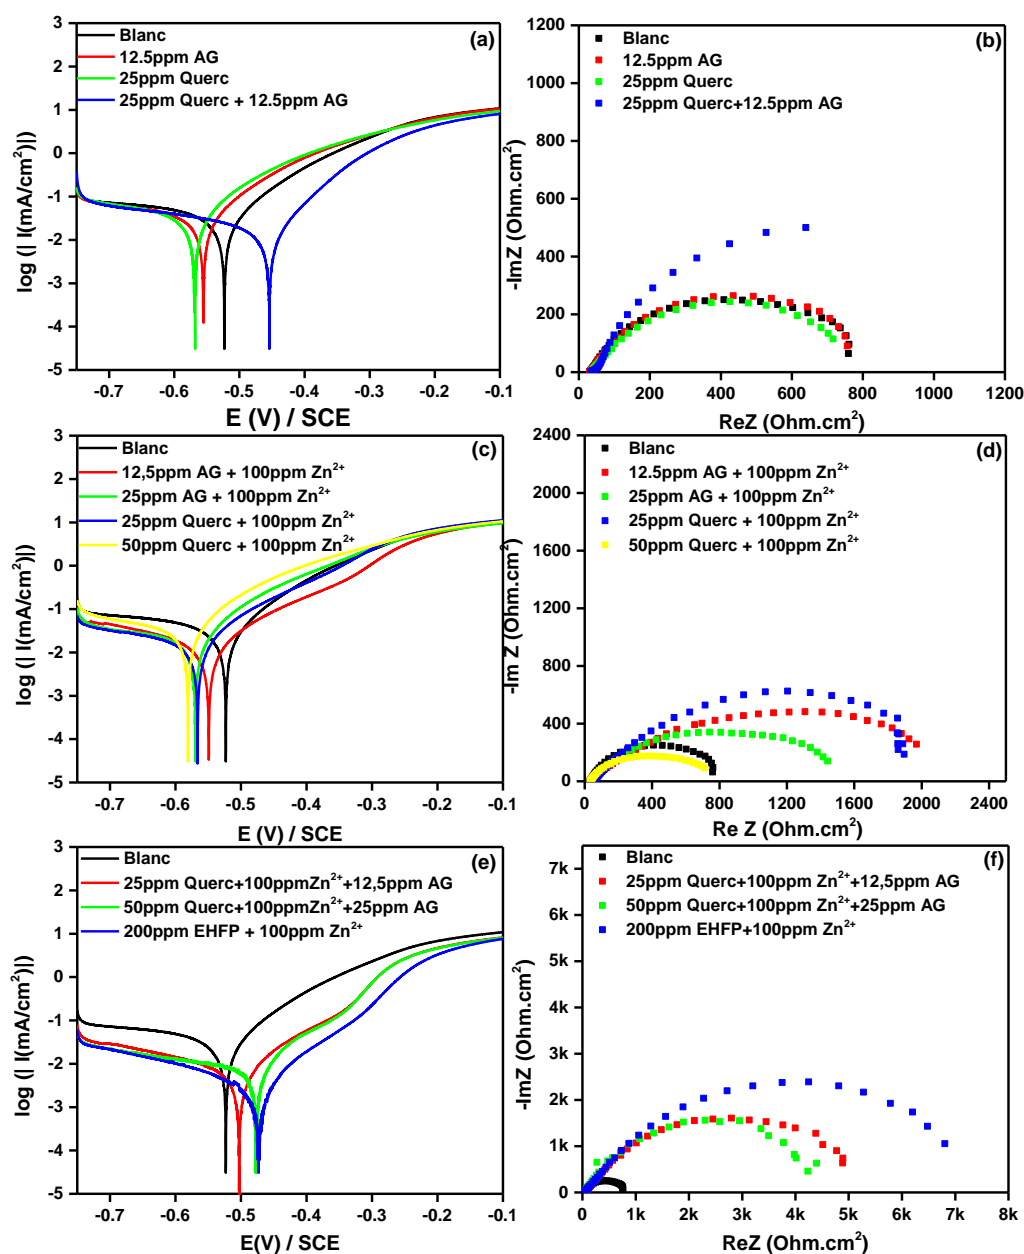 (a)
Blanc
12.5ppm AG
25ppm Querc
25ppm Querc + 12.5ppm AG
3
2
1
0
-1
-2
-3
-4
-5
log (| I(mA/cm²)|)
-0.7 -0.6 -0.5 -0.4 -0.3 -0.2 -0.1
E (V) / SCE
(b)
Blanc
12.5ppm AG
25ppm Querc
25ppm Querc+12.5ppm AG
1200
1000
800
600
400
200
0
-ImZ (Ohm.cm²)
0 200 400 600 800 1000 1200
ReZ (Ohm.cm²)
(c)
Blanc
12,5ppm AG + 100ppm Zn²⁺
25ppm AG + 100ppm Zn²⁺
25ppm Querc + 100ppm Zn²⁺
50ppm Querc + 100ppm Zn²⁺
3
2
1
0
-1
-2
-3
-4
-5
log (| I(mA/cm²)|)
-0.7 -0.6 -0.5 -0.4 -0.3 -0.2 -0.1
E (V) / SCE
(d)
Blanc
12.5ppm AG + 100ppm Zn²⁺
25ppm AG + 100ppm Zn²⁺
25ppm Querc + 100ppm Zn²⁺
50ppm Querc + 100ppm Zn²⁺
2400
2000
1600
1200
800
400
0
-Im Z (Ohm.cm²)
0 400 800 1200 1600 2000 2400
Re Z (Ohm.cm²)
(e)
Blanc
25ppm Querc+100ppmZn²⁺+12,5ppm AG
50ppm Querc+100ppmZn²⁺+25ppm AG
200ppm EHFP + 100ppm Zn²⁺
3
2
1
0
-1
-2
-3
-4
-5
log (| I(mA/cm²)|)
-0.7 -0.6 -0.5 -0.4 -0.3 -0.2 -0.1
E(V) / SCE
(f)
Blanc
25ppm Querc+100ppm Zn²⁺+12,5ppm AG
50ppm Querc+100ppm Zn²⁺+25ppm AG
200ppm EHFP+100ppm Zn²⁺
7k
6k
5k
4k
3k
2k
1k
0
-ImZ (Ohm.cm²)
0 1k 2k 3k 4k 5k 6k 7k 8k
ReZ (Ohm.cm²)